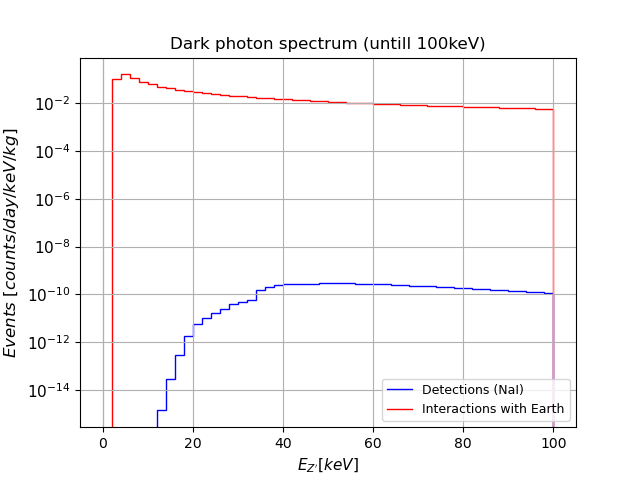 Dark photon spectrum (untill 100keV)
Events [counts/day/keV/kg]
10⁻²
10⁻⁴
10⁻⁶
10⁻⁸
10⁻¹⁰
10⁻¹²
10⁻¹⁴
Detections (NaI)
Interactions with Earth
0 20 40 60 80 100
E_Z'[keV]